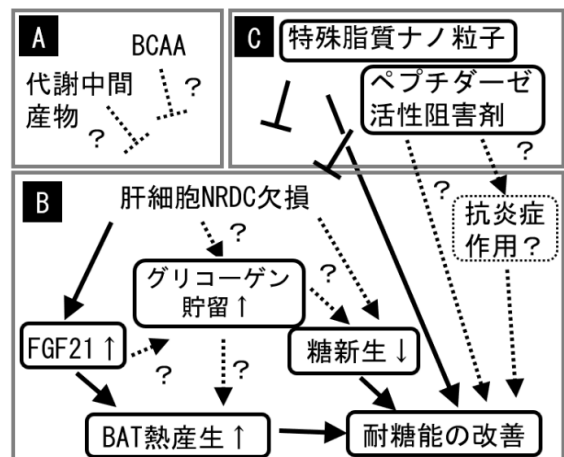 A
BCAA
代謝中間
産物
?
?
C
特殊脂質ナノ粒子
ペプチダーゼ
活性阻害剤
?
?
抗炎症
作用?
B
肝細胞NRDC欠損
?
グリコーゲン
貯留↑
?
FGF21↑
?
?
糖新生↓
BAT熱産生↑
耐糖能の改善